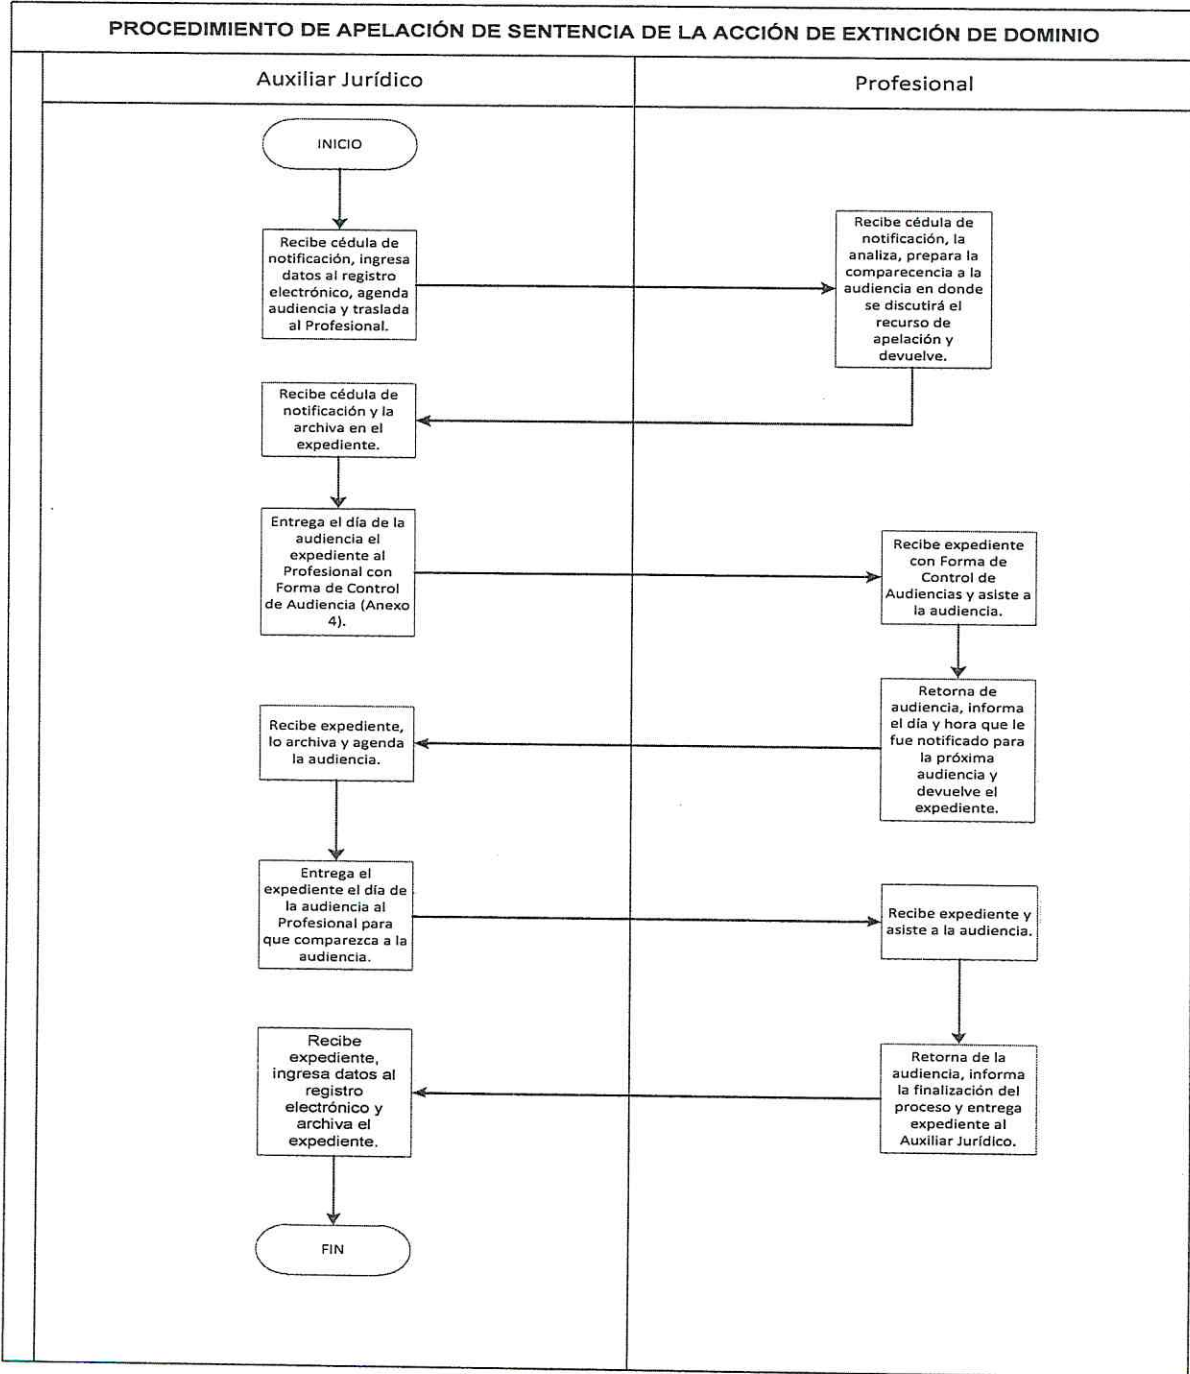 PROCEDIMIENTO DE APELACIÓN DE SENTENCIA DE LA ACCIÓN DE EXTINCIÓN DE DOMINIO
Auxiliar Jurídico
Profesional
INICIO
Recibe cédula de
notificación, ingresa
datos al registro
electrónico, agenda
audiencia y traslada
al Profesional.
Recibe cédula de
notificación, la
analiza, prepara la
comparecencia a la
audiencia en donde
se discutirá el
recurso de
apelación y
devuelve.
Recibe cédula de
notificación y la
archiva en el
expediente.
Entrega el día de la
audiencia el
expediente al
Profesional con
Forma de Control
de Audiencia (Anexo
4).
Recibe expediente
con Forma de
Control de
Audiencias y asiste a
la audiencia.
Retorna de
audiencia, informa
el día y hora que le
fue notificado para
la próxima
audiencia y
devuelve el
expediente.
Recibe expediente,
lo archiva y agenda
la audiencia.
Entrega el
expediente el día de
la audiencia al
Profesional para
que comparezca a la
audiencia.
Recibe expediente y
asiste a la audiencia.
Retorna de la
audiencia, informa
la finalización del
proceso y entrega
expediente al
Auxiliar Jurídico.
Recibe
expediente,
ingresa datos al
registro
electrónico y
archiva el
expediente.
FIN